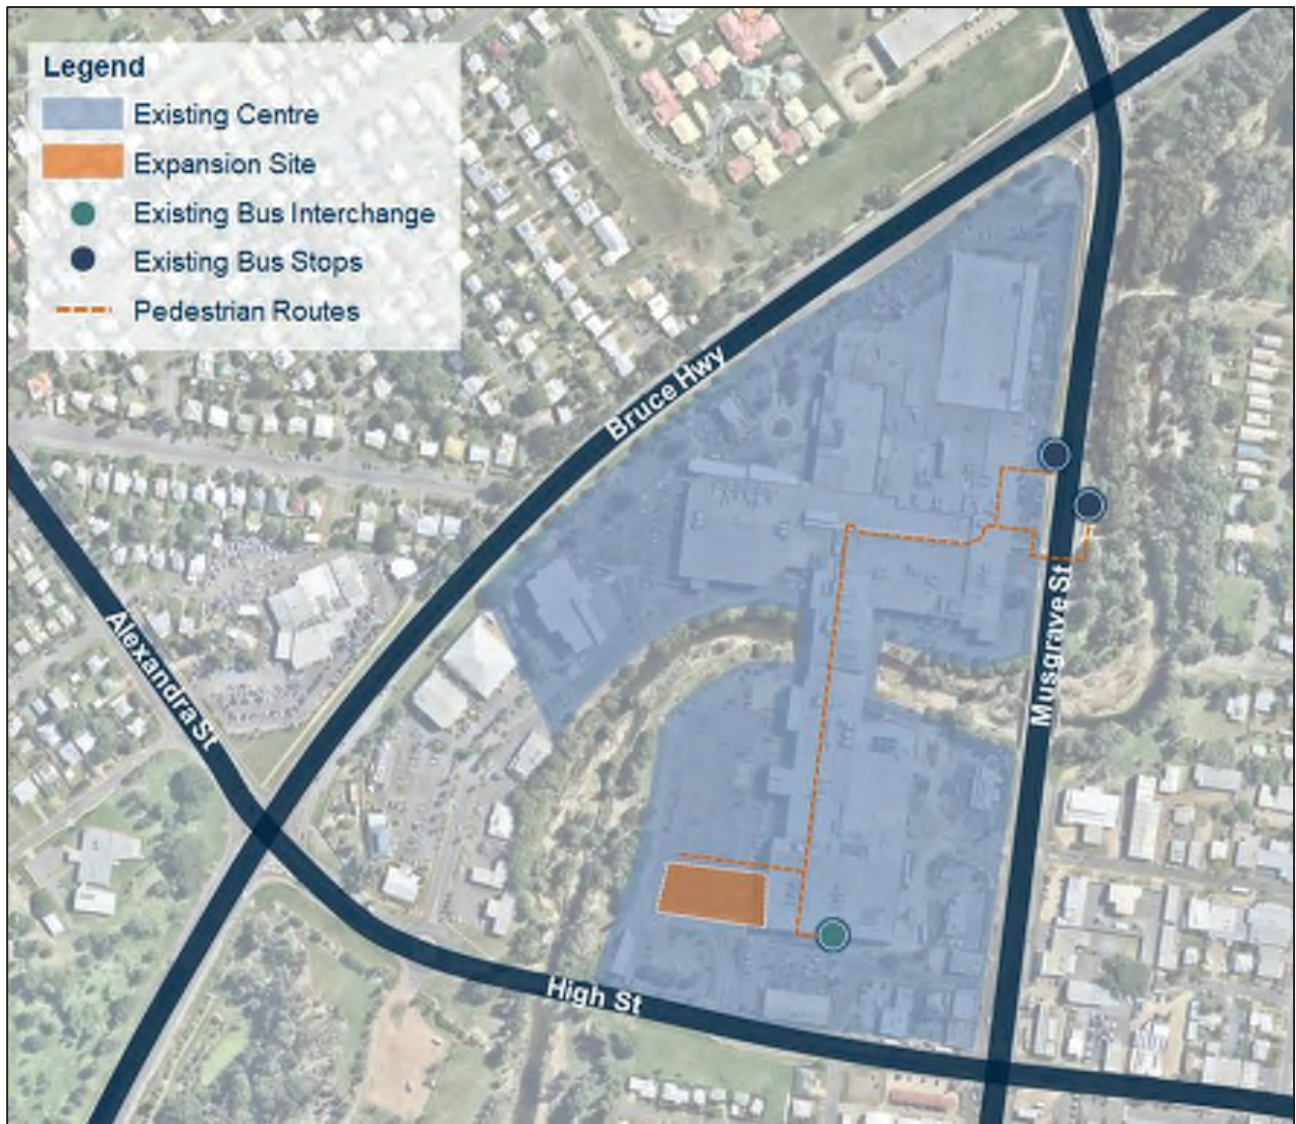 Legend
Existing Centre
Expansion Site
Existing Bus Interchange
Existing Bus Stops
Pedestrian Routes
Bruce Hwy
Alexandra St
Musgrave St
High St